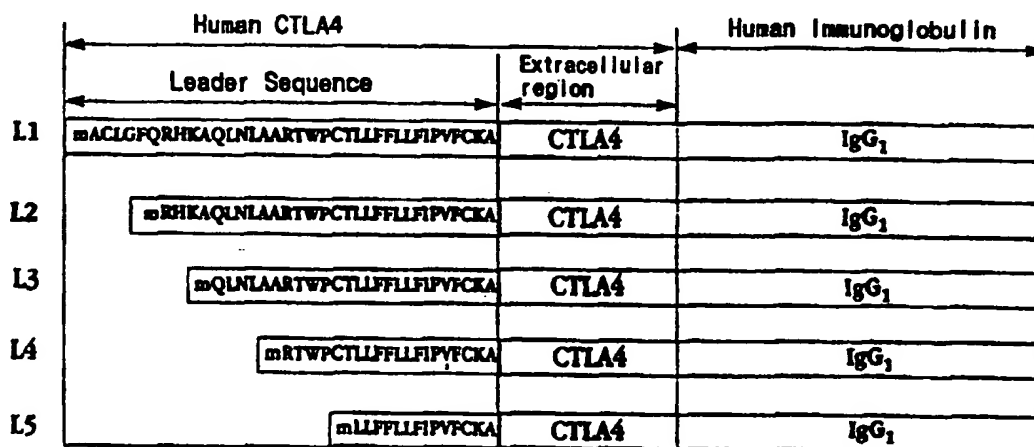 Human CTLA4 Human Immunoglobulin
Leader Sequence Extracellular region
L1 mACLGFQRHKAQLNLAARTWPCTLLFFLLFIPVFCKA CTLA4 IgG1
L2 mRHKAQLNLAARTWPCTLLFFLLFIPVFCKA CTLA4 IgG1
L3 mQLNLAARTWPCTLLFFLLFIPVFCKA CTLA4 IgG1
L4 mRTWPCTLLFFLLFIPVFCKA CTLA4 IgG1
L5 mLLFFLLFIPVFCKA CTLA4 IgG1